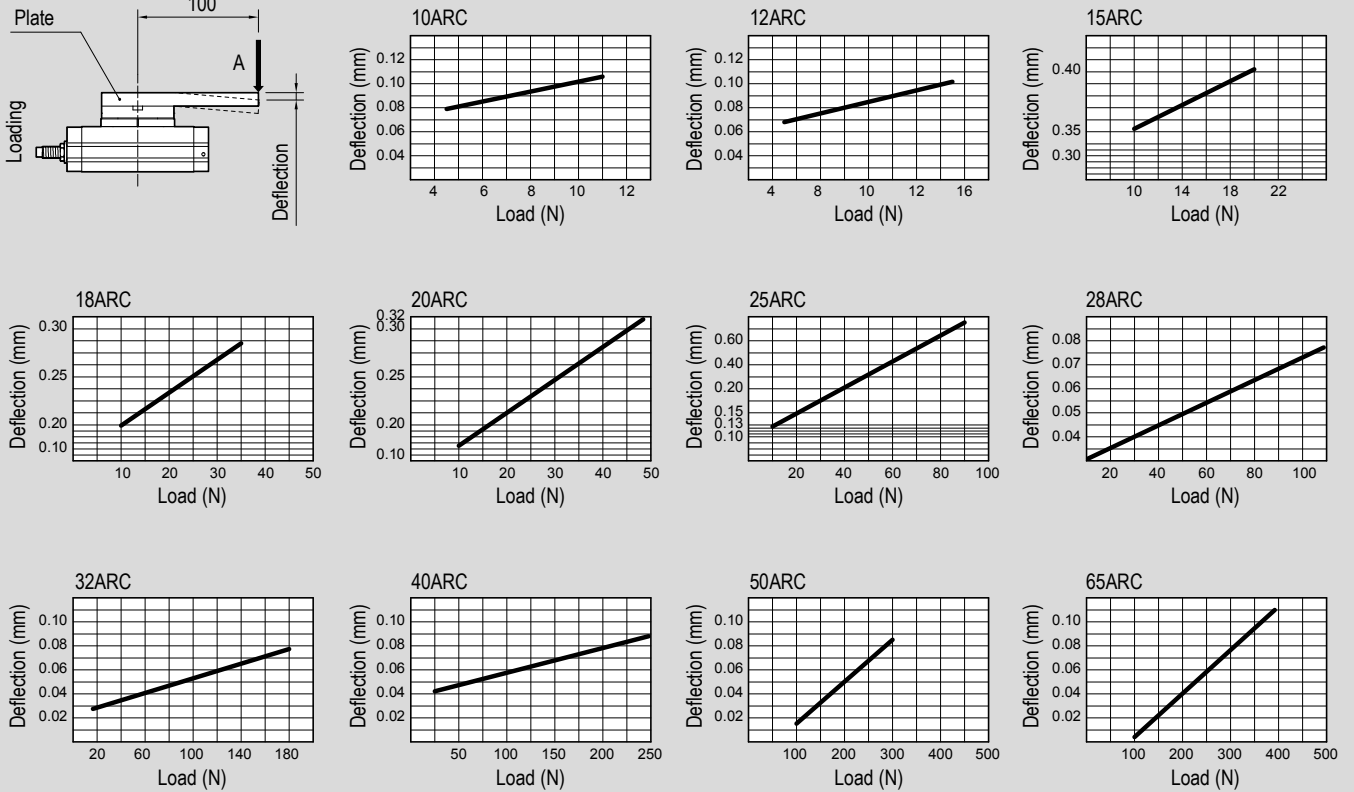 100
Plate
A
Loading
Deflection
10ARC
Deflection (mm)
0.12
0.10
0.08
0.06
0.04
4 6 8 10 12
Load (N)
12ARC
Deflection (mm)
0.12
0.10
0.08
0.06
0.04
4 8 10 12 16
Load (N)
15ARC
Deflection (mm)
0.40
0.35
0.30
10 14 18 22
Load (N)
18ARC
Deflection (mm)
0.30
0.25
0.20
0.10
10 20 30 40 50
Load (N)
20ARC
Deflection (mm)
0.32
0.30
0.25
0.20
0.10
10 20 30 40 50
Load (N)
25ARC
Deflection (mm)
0.60
0.40
0.20
0.15
0.13
0.10
20 40 60 80 100
Load (N)
28ARC
Deflection (mm)
0.08
0.07
0.06
0.05
0.04
20 40 60 80 100
Load (N)
32ARC
Deflection (mm)
0.10
0.08
0.06
0.04
0.02
20 60 100 140 180
Load (N)
40ARC
Deflection (mm)
0.10
0.08
0.06
0.04
0.02
50 100 150 200 250
Load (N)
50ARC
Deflection (mm)
0.10
0.08
0.06
0.04
0.02
100 200 300 400 500
Load (N)
65ARC
Deflection (mm)
0.10
0.08
0.06
0.04
0.02
100 200 300 400 500
Load (N)